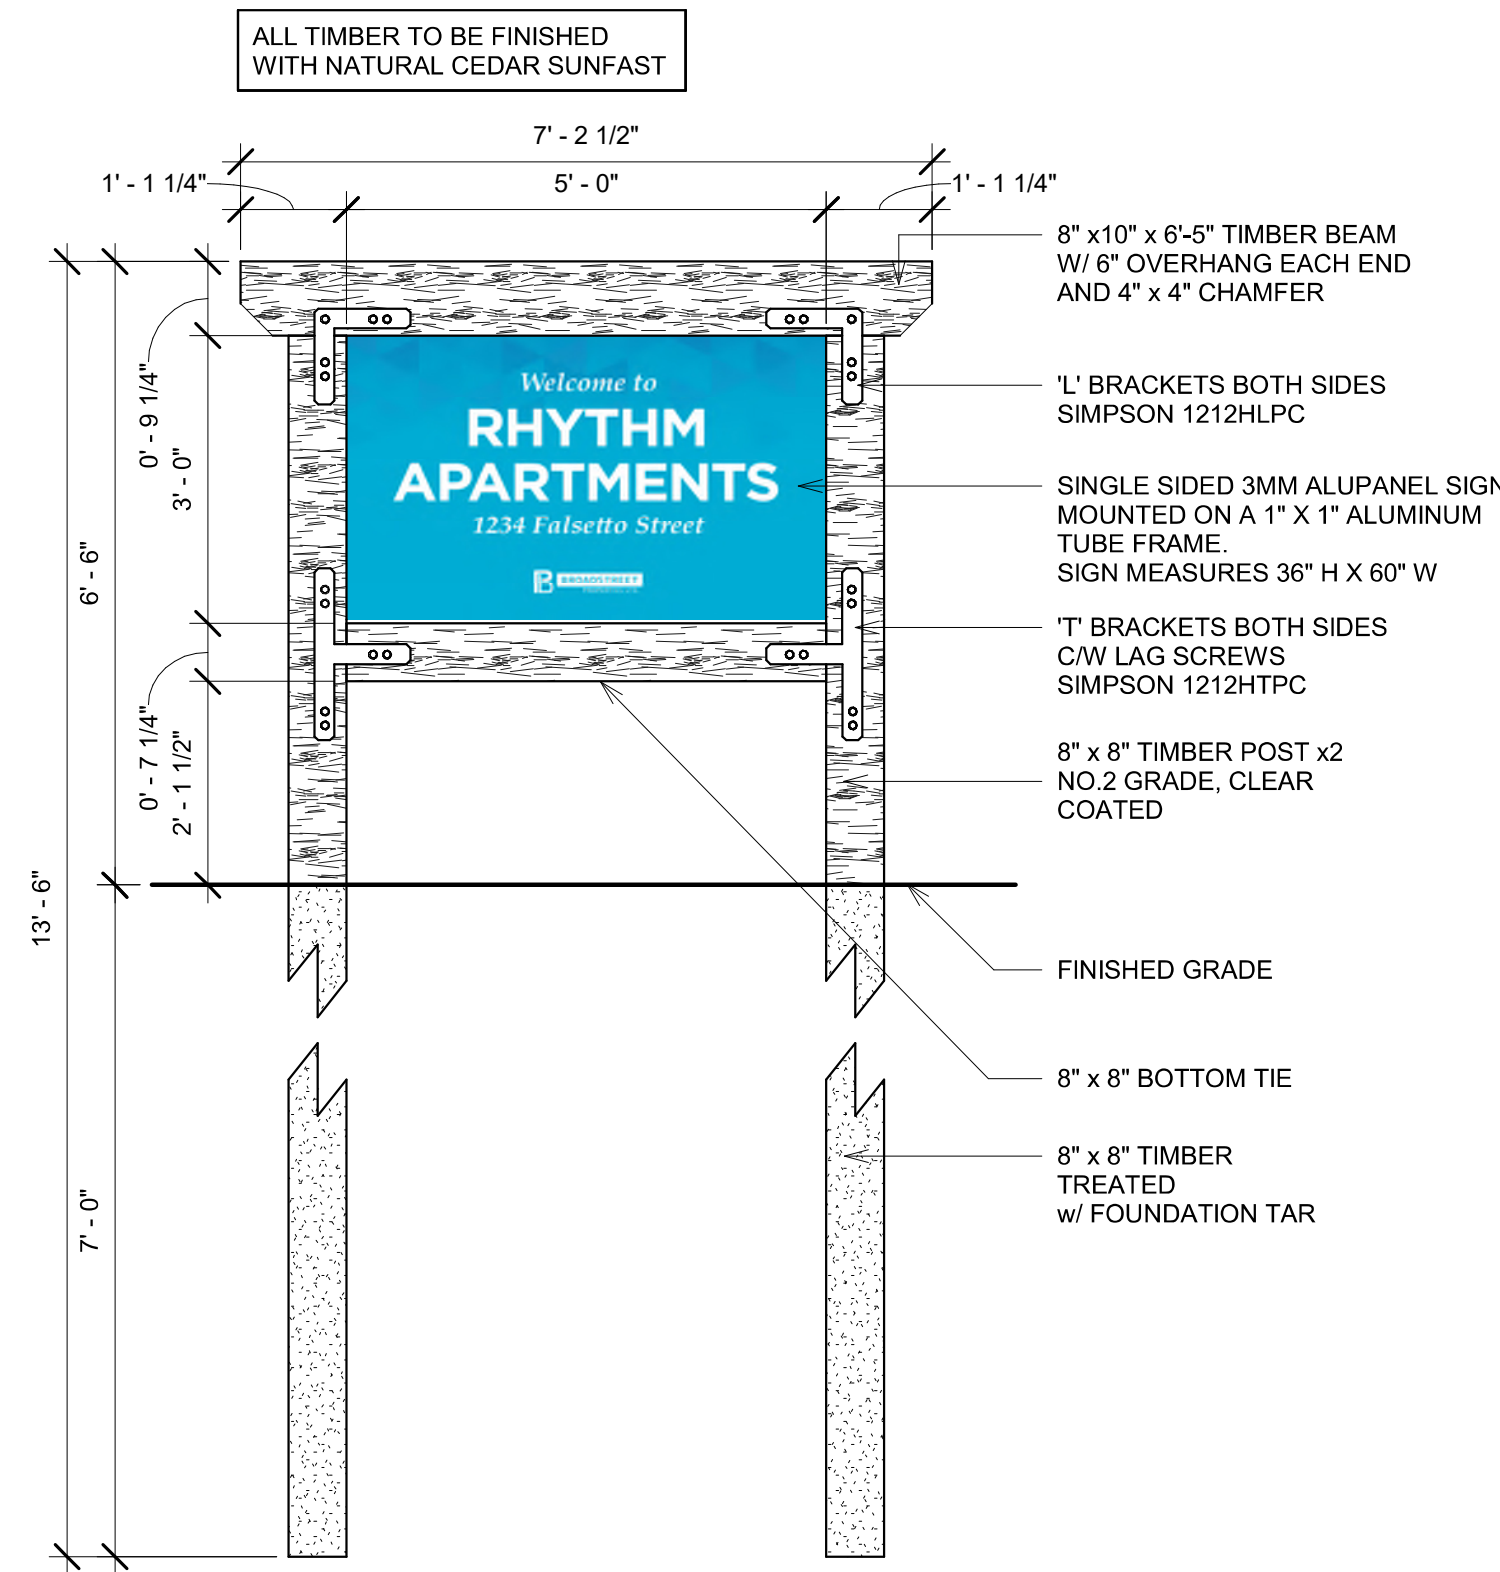 ALL TIMBER TO BE FINISHED
WITH NATURAL CEDAR SUNFAST
7' - 2 1/2"
1' - 1 1/4"
5' - 0"
1' - 1 1/4"
8" x10" x 6'-5" TIMBER BEAM
W/ 6" OVERHANG EACH END
AND 4" x 4" CHAMFER
'L' BRACKETS BOTH SIDES
SIMPSON 1212HLPC
SINGLE SIDED 3MM ALUPANEL SIGN
MOUNTED ON A 1" X 1" ALUMINUM
TUBE FRAME.
SIGN MEASURES 36" H X 60" W
'T' BRACKETS BOTH SIDES
C/W LAG SCREWS
SIMPSON 1212HTPC
8" x 8" TIMBER POST x2
NO.2 GRADE, CLEAR
COATED
FINISHED GRADE
8" x 8" BOTTOM TIE
8" x 8" TIMBER
TREATED
w/ FOUNDATION TAR
Welcome to
RHYTHM
APARTMENTS
1234 Falsetto Street
BROADSTREET
0' - 9 1/4"
3' - 0"
6' - 6"
0' - 7 1/4"
2' - 1 1/2"
13' - 6"
7' - 0"